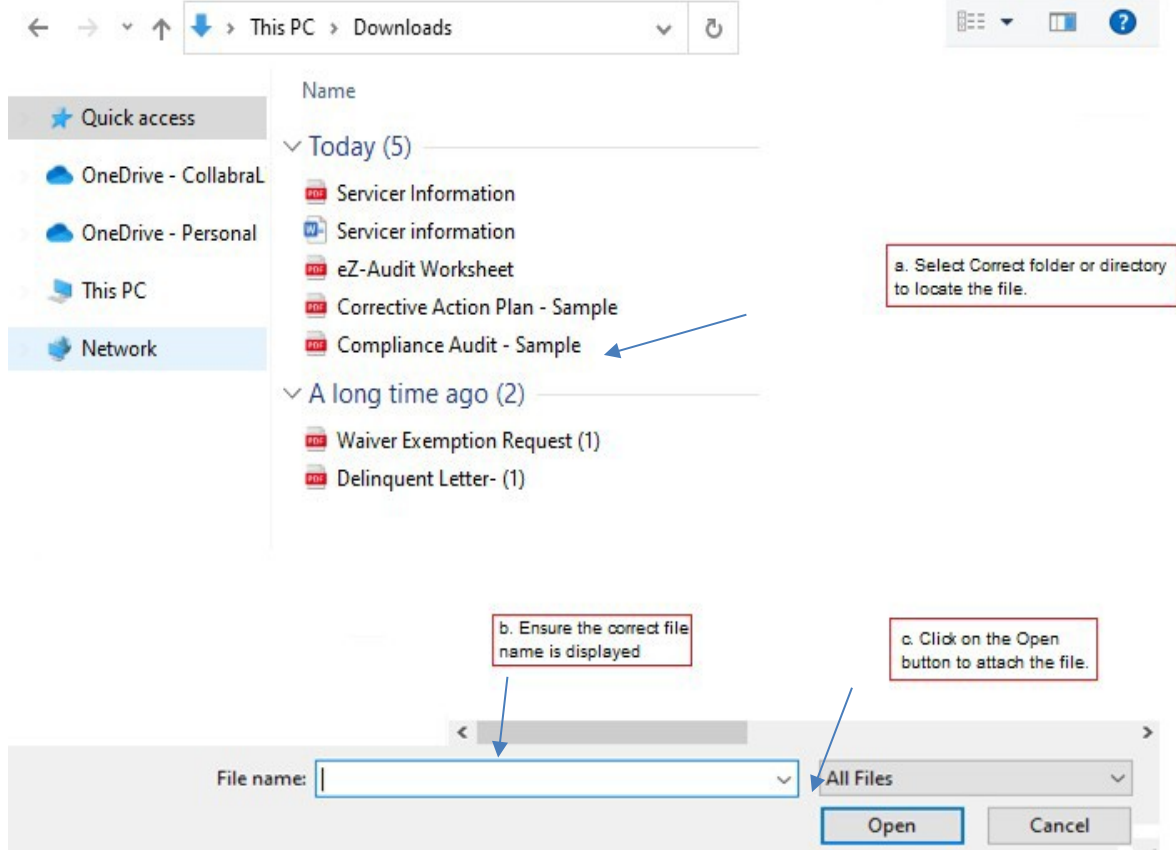 This PC > Downloads
Name
Quick access
Today (5)
OneDrive - CollabraL
Servicer Information
Servicer information
OneDrive - Personal
eZ-Audit Worksheet
a. Select Correct folder or directory
to locate the file.
This PC
Corrective Action Plan - Sample
Network
Compliance Audit - Sample
A long time ago (2)
Waiver Exemption Request (1)
Delinquent Letter- (1)
b. Ensure the correct file
name is displayed
c. Click on the Open
button to attach the file.
File name:
All Files
Open
Cancel